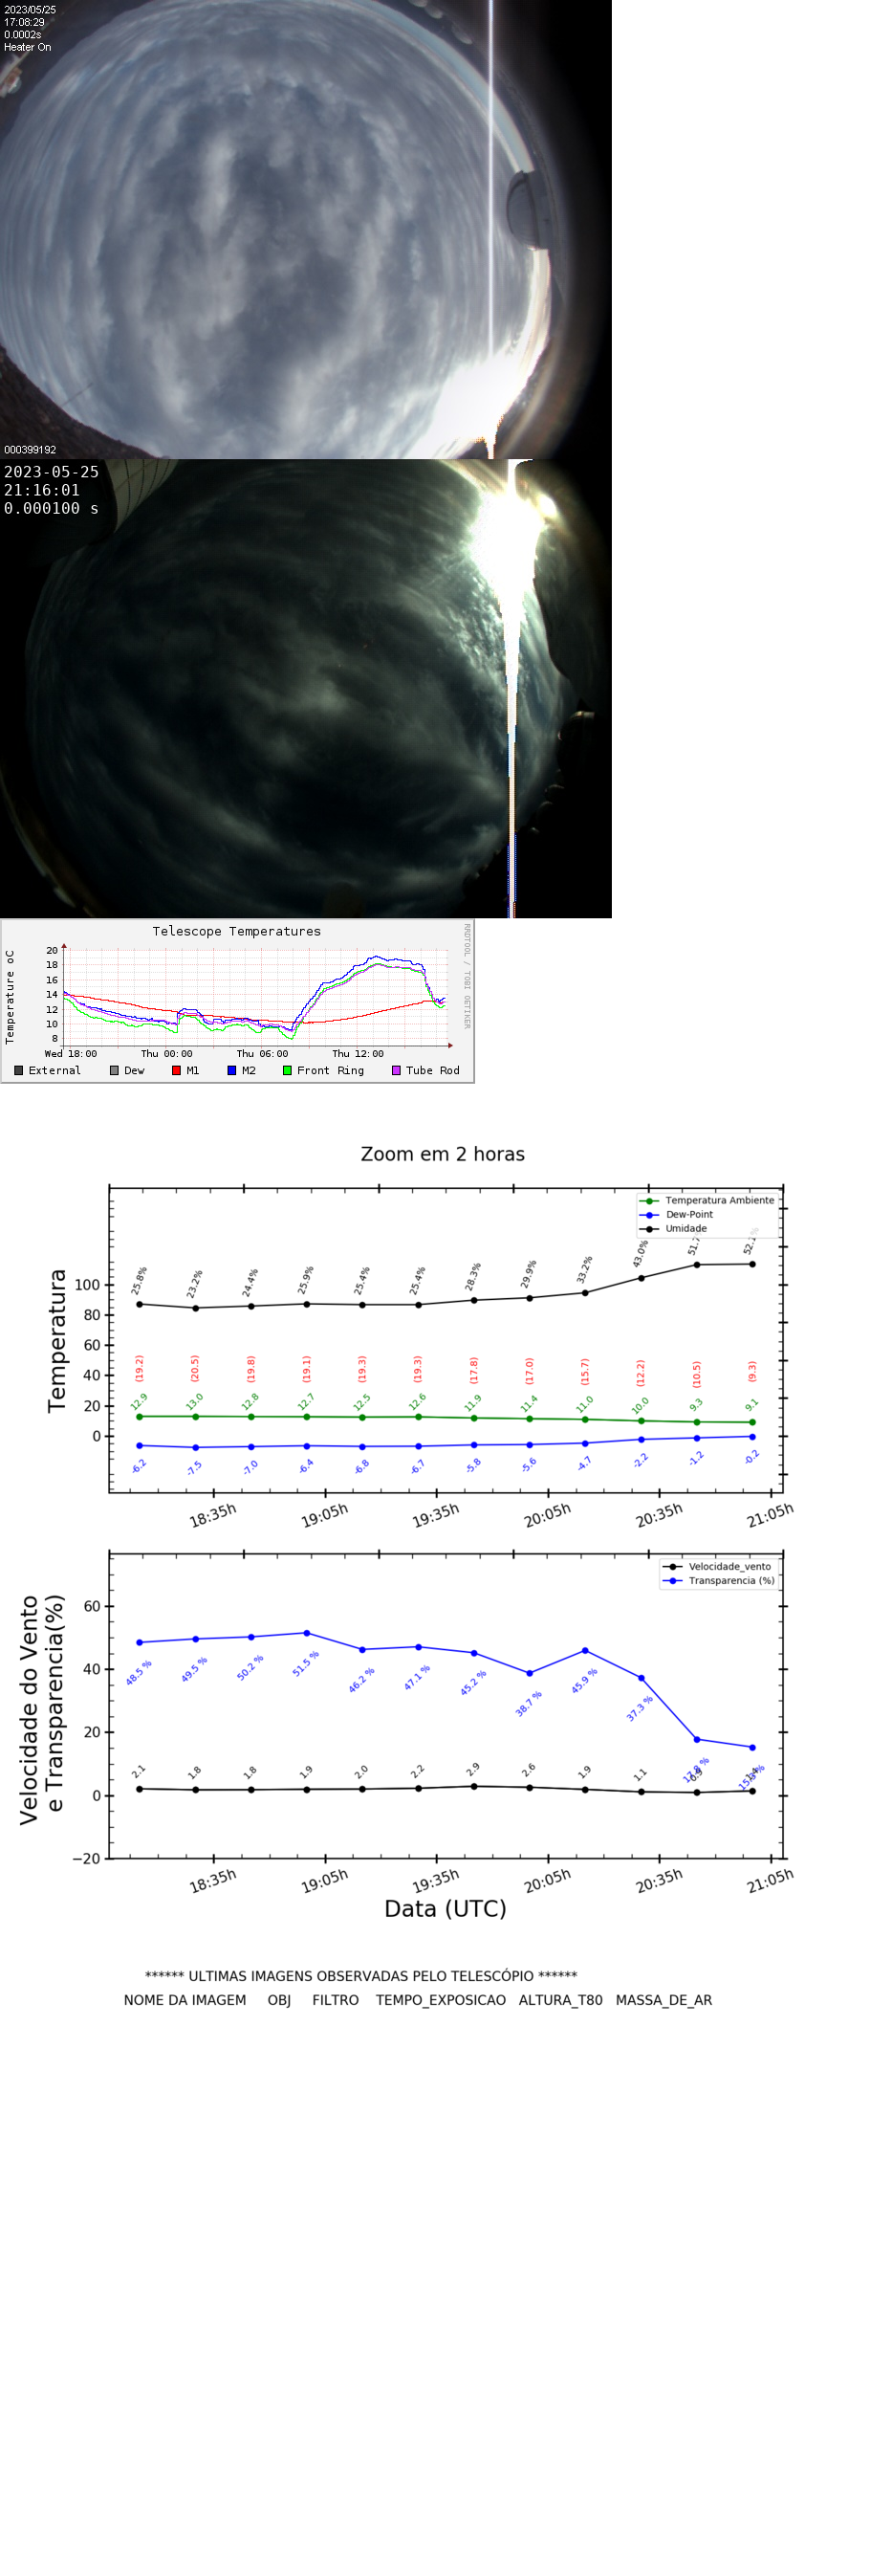 2023/05/25
17:08:29
0.0002s
Heater On
000399192
2023-05-25
21:16:01
0.000100 s
Telescope Temperatures
RRDTOOL / TOBI OETIKER
Temperature oC
20
18
16
14
12
10
8
Wed 18:00 Thu 00:00 Thu 06:00 Thu 12:00
External Dew M1 M2 Front Ring Tube Rod
Zoom em 2 horas
Temperatura Ambiente
Dew-Point
Umidade
Temperatura
25.8% 23.2% 24.4% 25.9% 25.4% 25.4% 28.3% 29.9% 33.2% 43.0%
100
80
60
40
20
0
(19.2) (20.5) (19.8) (19.1) (19.3) (19.3) (17.8) (17.0) (15.7) (12.2) (10.5) (9.3)
12.9 13.0 12.8 12.7 12.5 12.6 11.9 11.4 11.0 10.0 9.3 9.1
-6.2 -7.5 -7.0 -6.4 -6.8 -6.7 -5.8 -5.6 -4.7 -2.2 -1.2 -0.2
18:35h 19:05h 19:35h 20:05h 20:35h 21:05h
Velocidade_vento
Transparencia (%)
Velocidade do Vento
e Transparencia(%)
60
40
20
0
−20
48.5 % 49.5 % 50.2 % 51.5 % 46.2 % 47.1 % 45.2 % 38.7 % 45.9 % 37.3 %
2.1 1.8 1.8 1.9 2.0 2.2 2.9 2.6 1.9 1.1
18:35h 19:05h 19:35h 20:05h 20:35h 21:05h
Data (UTC)
****** ULTIMAS IMAGENS OBSERVADAS PELO TELESCÓPIO ******
NOME DA IMAGEM OBJ FILTRO TEMPO_EXPOSICAO ALTURA_T80 MASSA_DE_AR